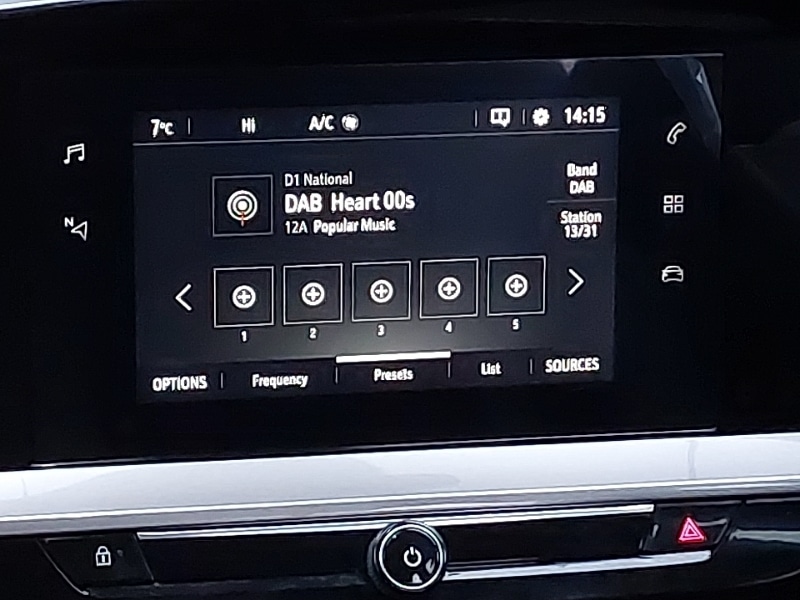 7°C Hi A/C 14:15
N
D1 National
DAB Heart 00s
12A Popular Music
Band
DAB
Station
13/31
1 2 3 4 5
OPTIONS Frequency Presets List SOURCES